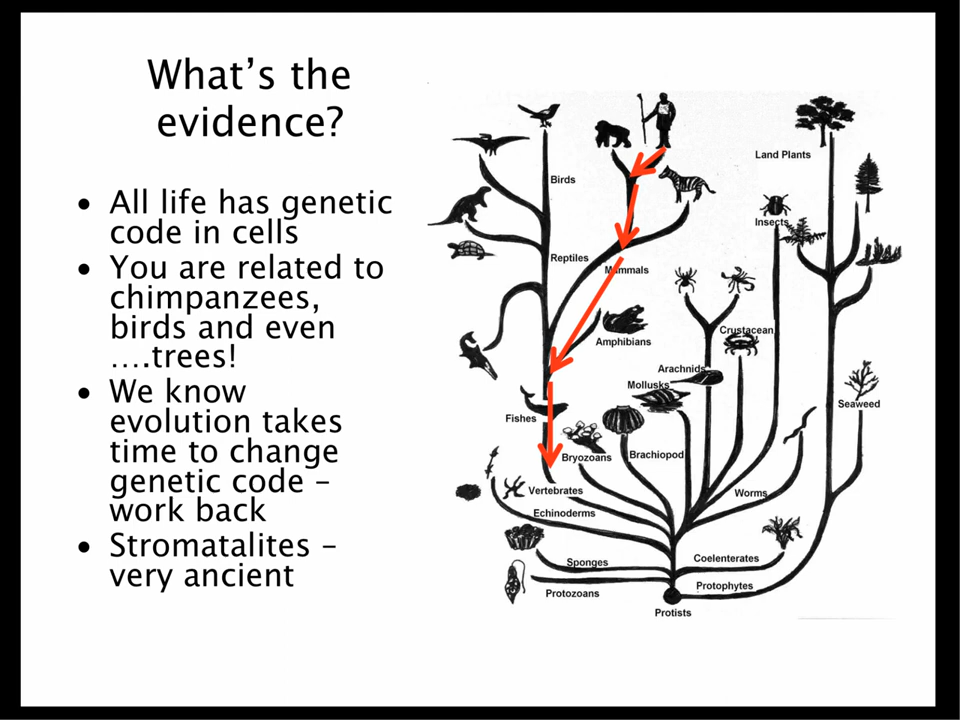 What’s the
evidence?
• All life has genetic
code in cells
• You are related to
chimpanzees,
birds and even
….trees!
• We know
evolution takes
time to change
genetic code –
work back
• Stromatalites –
very ancient
Land Plants
Birds
Insects
Reptiles
Mammals
Crustacean
Amphibians
Arachnids
Mollusks
Seaweed
Fishes
Brachiopod
Bryozoans
Vertebrates
Worms
Echinoderms
Coelenterates
Sponges
Protophytes
Protozoans
Protists